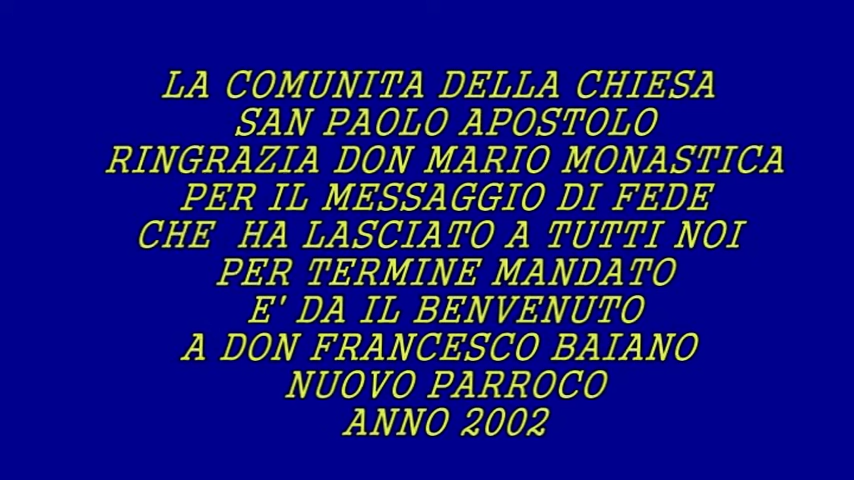 LA COMUNITA DELLA CHIESA
SAN PAOLO APOSTOLO
RINGRAZIA DON MARIO MONASTICA
PER IL MESSAGGIO DI FEDE
CHE HA LASCIATO A TUTTI NOI
PER TERMINE MANDATO
E' DA IL BENVENUTO
A DON FRANCESCO BAIANO
NUOVO PARROCO
ANNO 2002